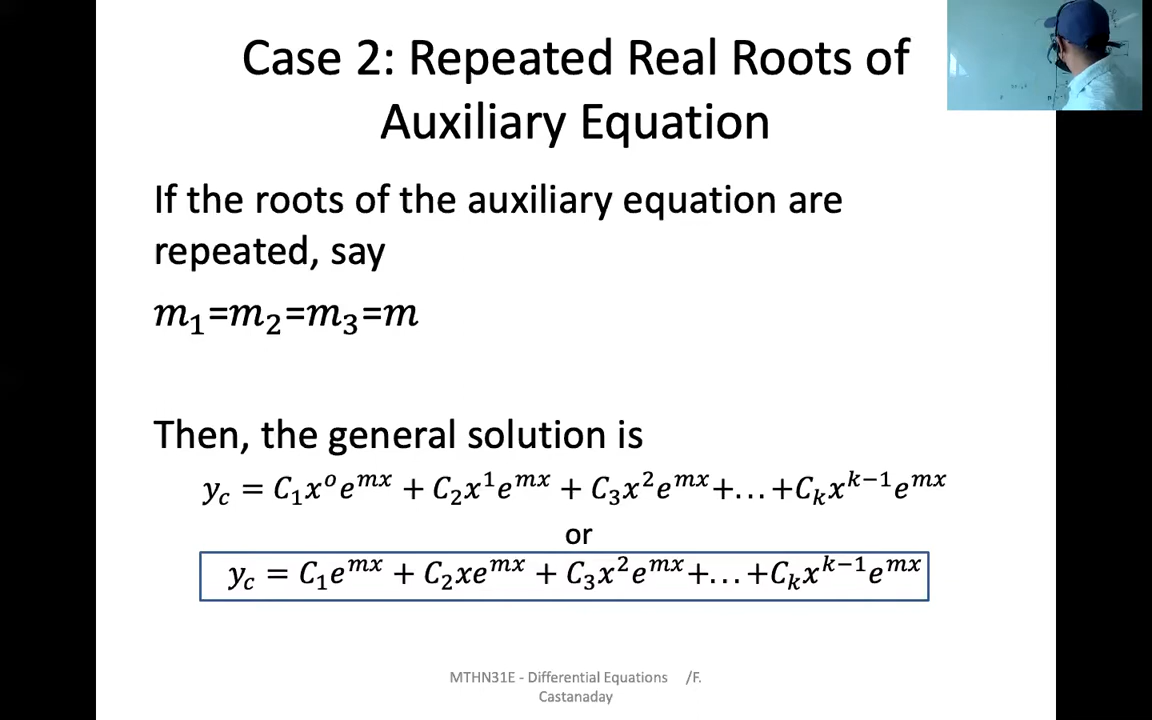 Case 2: Repeated Real Roots of
Auxiliary Equation
If the roots of the auxiliary equation are
repeated, say
m₁=m₂=m₃=m
Then, the general solution is
y_c = C₁x^o e^{mx} + C₂x¹e^{mx} + C₃x²e^{mx}+...+C_k x^{k−1}e^{mx}
or
y_c = C₁e^{mx} + C₂xe^{mx} + C₃x²e^{mx}+...+C_k x^{k−1}e^{mx}
MTHN31E - Differential Equations /F.
Castanaday